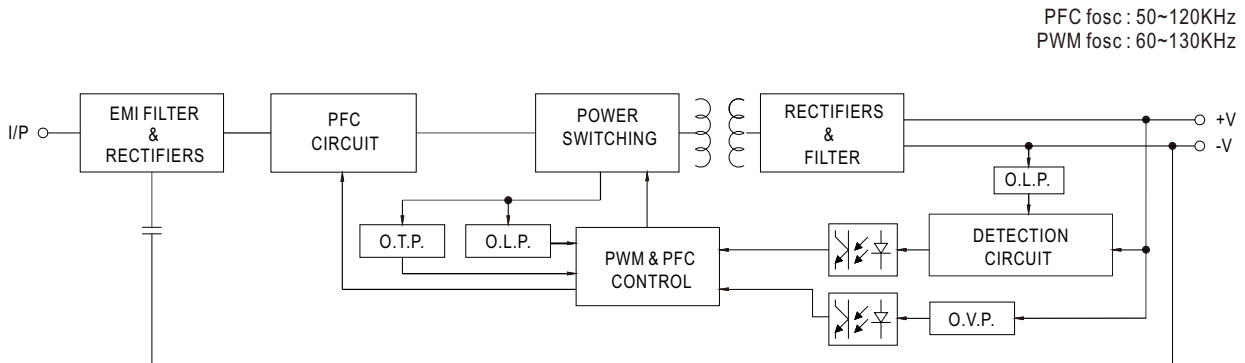 PFC fosc : 50~120KHz
PWM fosc : 60~130KHz
I/P
EMI FILTER
&
RECTIFIERS
PFC
CIRCUIT
POWER
SWITCHING
RECTIFIERS
&
FILTER
+V
-V
O.L.P.
O.T.P.
O.L.P.
PWM & PFC
CONTROL
DETECTION
CIRCUIT
O.V.P.